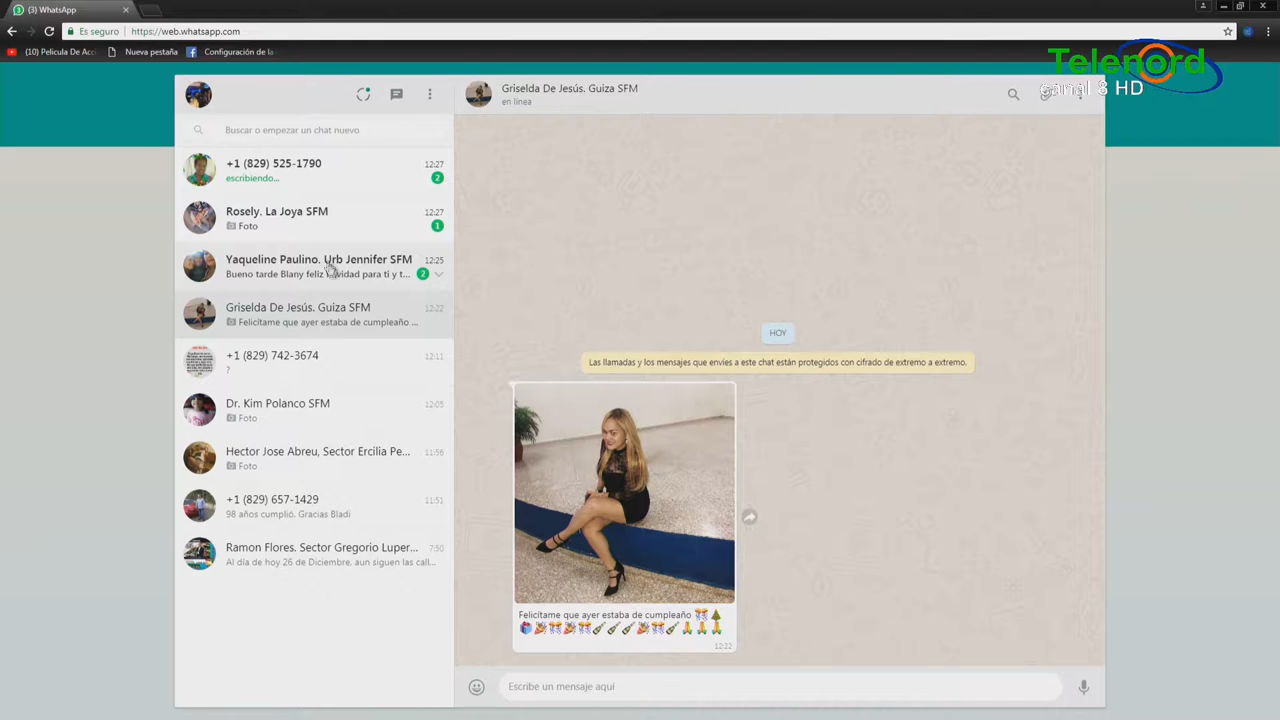 (3) WhatsApp
Es seguro
https://web.whatsapp.com
(10) Pelicula De Acc
Nueva pestaña
Configuración de la
Telenord
canal 8 HD
Buscar o empezar un chat nuevo
+1 (829) 525-1790
12:27
escribiendo...
2
Rosely. La Joya SFM
12:27
Foto
1
Yaqueline Paulino. Urb Jennifer SFM
12:25
Bueno tarde Blany feliz navidad para ti y t...
2
Griselda De Jesús. Guiza SFM
12:22
Felicítame que ayer estaba de cumpleaño ...
+1 (829) 742-3674
12:11
?
Dr. Kim Polanco SFM
12:05
Foto
Hector Jose Abreu, Sector Ercilia Pe...
11:56
Foto
+1 (829) 657-1429
11:51
98 años cumplió. Gracias Bladi
Ramon Flores. Sector Gregorio Luper...
7:50
Al día de hoy 26 de Diciembre, aun siguen las call...
Griselda De Jesús. Guiza SFM
en línea
HOY
Las llamadas y los mensajes que envíes a este chat están protegidos con cifrado de extremo a extremo.
Felicítame que ayer estaba de cumpleaño 🎊🎄
🎁🎉🎊🎉🎊🍾🍾🍾🎉🎊🍾🙏🙏🙏
12:22
Escribe un mensaje aquí